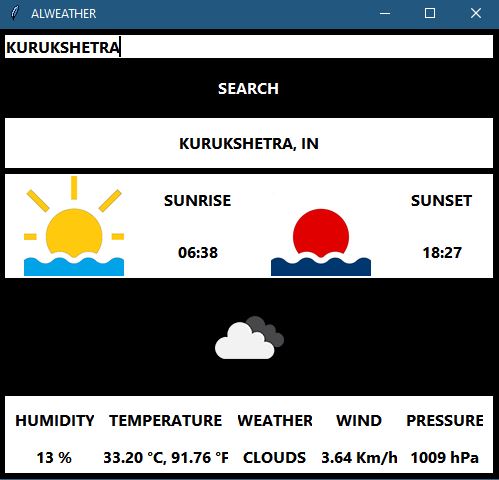 ALWEATHER
KURUKSHETRA
SEARCH
KURUKSHETRA, IN
SUNRISE SUNSET
06:38 18:27
HUMIDITY TEMPERATURE WEATHER WIND PRESSURE
13 % 33.20 °C, 91.76 °F CLOUDS 3.64 Km/h 1009 hPa